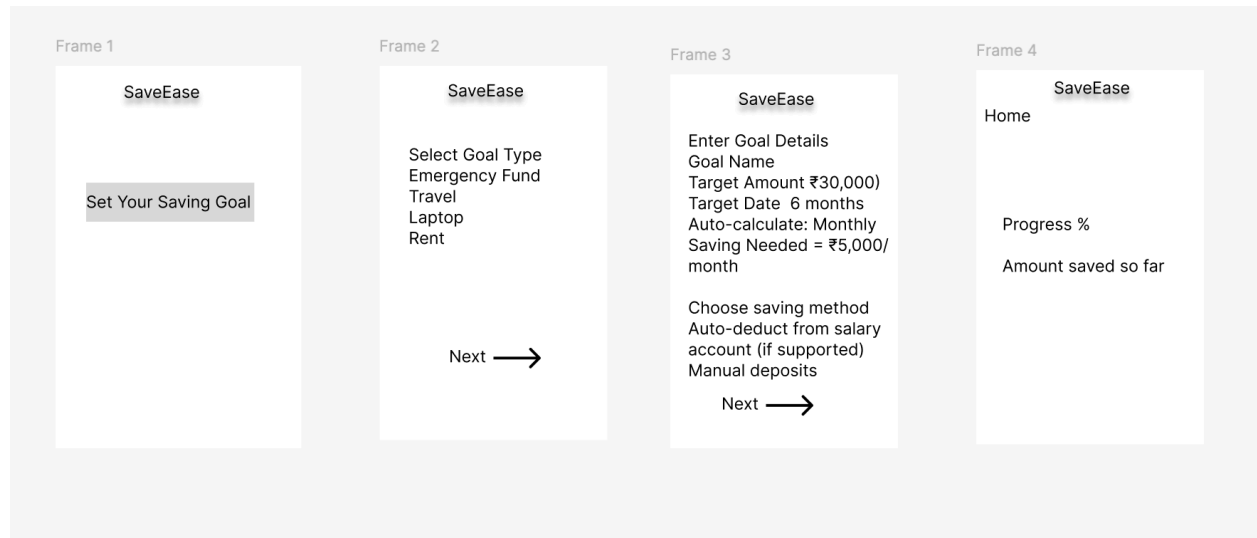 Frame 1
SaveEase
Set Your Saving Goal
Frame 2
SaveEase
Select Goal Type
Emergency Fund
Travel
Laptop
Rent
Next
Frame 3
SaveEase
Enter Goal Details
Goal Name
Target Amount ₹30,000)
Target Date  6 months
Auto-calculate: Monthly
Saving Needed = ₹5,000/
month
Choose saving method
Auto-deduct from salary
account (if supported)
Manual deposits
Next
Frame 4
SaveEase
Home
Progress %
Amount saved so far